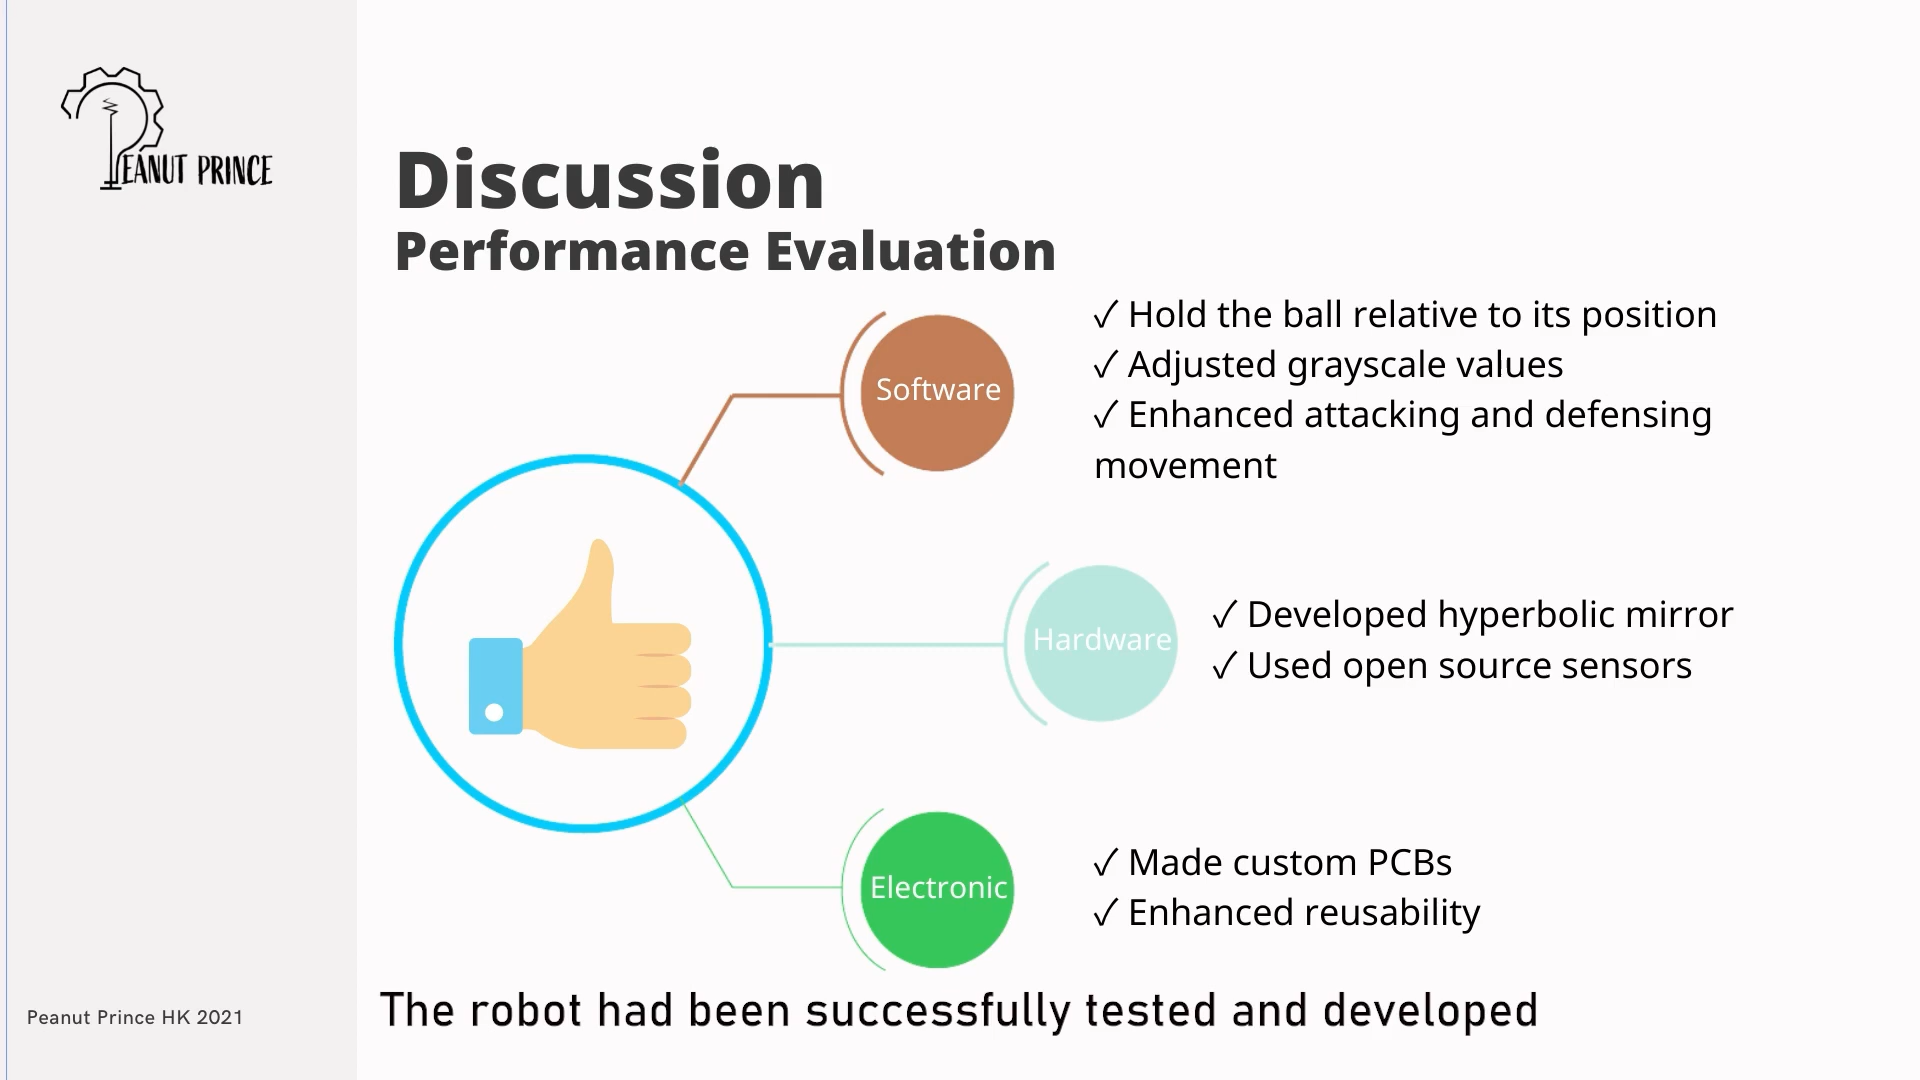 PEANUT PRINCE
Discussion
Performance Evaluation
Software
✓ Hold the ball relative to its position
✓ Adjusted grayscale values
✓ Enhanced attacking and defensing
movement
Hardware
✓ Developed hyperbolic mirror
✓ Used open source sensors
Electronic
✓ Made custom PCBs
✓ Enhanced reusability
Peanut Prince HK 2021
The robot had been successfully tested and developed